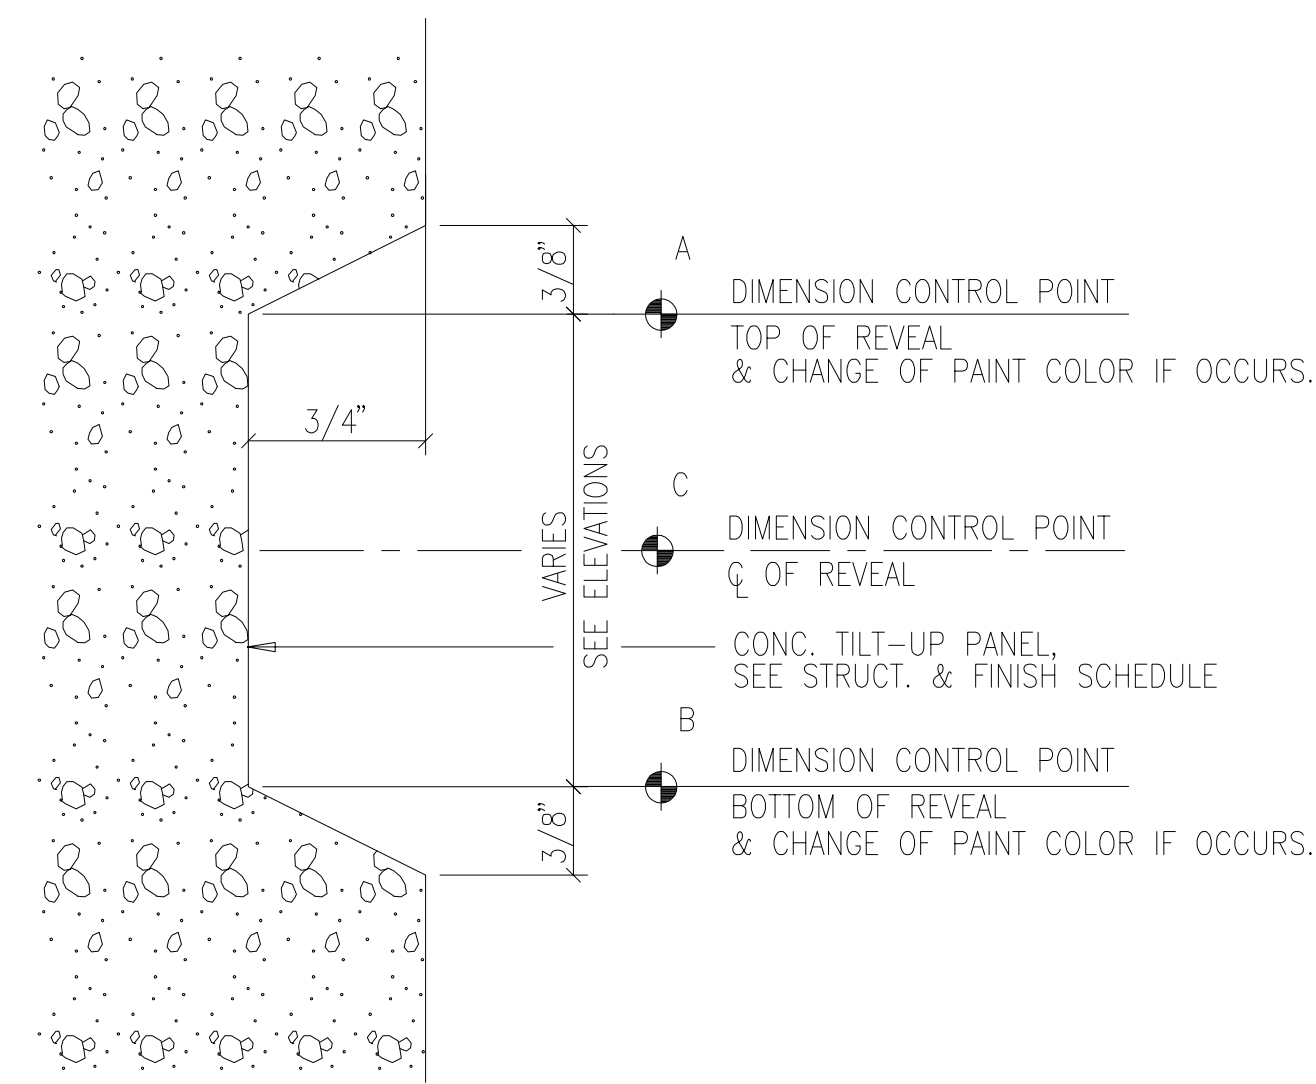 A
3/8"
DIMENSION CONTROL POINT
TOP OF REVEAL
& CHANGE OF PAINT COLOR IF OCCURS.
3/4"
VARIES
SEE ELEVATIONS
C
DIMENSION CONTROL POINT
℄ OF REVEAL
CONC. TILT-UP PANEL,
SEE STRUCT. & FINISH SCHEDULE
B
DIMENSION CONTROL POINT
3/8"
BOTTOM OF REVEAL
& CHANGE OF PAINT COLOR IF OCCURS.